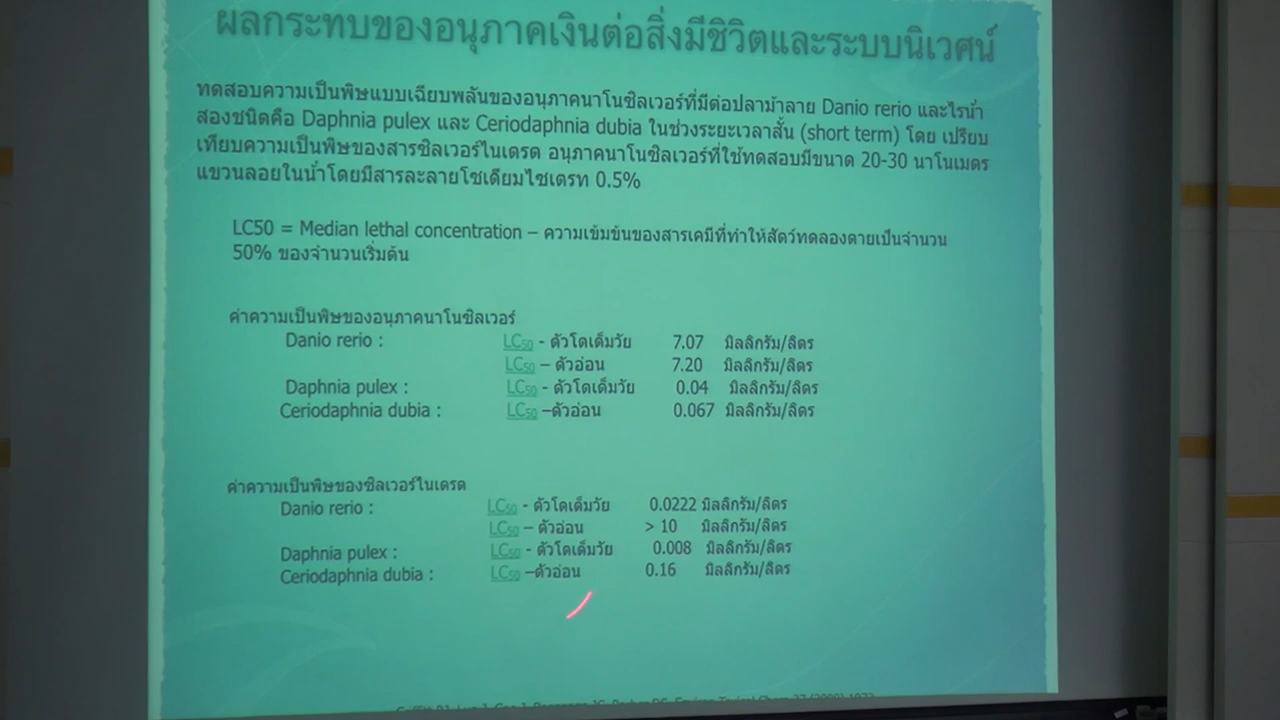 ผลกระทบของอนุภาคเงินต่อสิ่งมีชีวิตและระบบนิเวศน์
ทดสอบความเป็นพิษแบบเฉียบพลันของอนุภาคนาโนซิลเวอร์ที่มีต่อปลาม้าลาย Danio rerio และไรน้ำ
สองชนิดคือ Daphnia pulex และ Ceriodaphnia dubia ในช่วงระยะเวลาสั้น (short term) โดย เปรียบ
เทียบความเป็นพิษของสารซิลเวอร์ไนเตรต อนุภาคนาโนซิลเวอร์ที่ใช้ทดสอบมีขนาด 20-30 นาโนเมตร
แขวนลอยในน้ำโดยมีสารละลายโซเดียมไซเตรท 0.5%
LC50 = Median lethal concentration – ความเข้มข้นของสารเคมีที่ทำให้สัตว์ทดลองตายเป็นจำนวน
50% ของจำนวนเริ่มต้น
ค่าความเป็นพิษของอนุภาคนาโนซิลเวอร์
Danio rerio : LC50 - ตัวโตเต็มวัย 7.07 มิลลิกรัม/ลิตร
LC50 – ตัวอ่อน 7.20 มิลลิกรัม/ลิตร
Daphnia pulex : LC50 - ตัวโตเต็มวัย 0.04 มิลลิกรัม/ลิตร
Ceriodaphnia dubia : LC50 –ตัวอ่อน 0.067 มิลลิกรัม/ลิตร
ค่าความเป็นพิษของซิลเวอร์ไนเตรต
Danio rerio : LC50 - ตัวโตเต็มวัย 0.0222 มิลลิกรัม/ลิตร
LC50 – ตัวอ่อน > 10 มิลลิกรัม/ลิตร
Daphnia pulex : LC50 - ตัวโตเต็มวัย 0.008 มิลลิกรัม/ลิตร
Ceriodaphnia dubia : LC50 –ตัวอ่อน 0.16 มิลลิกรัม/ลิตร